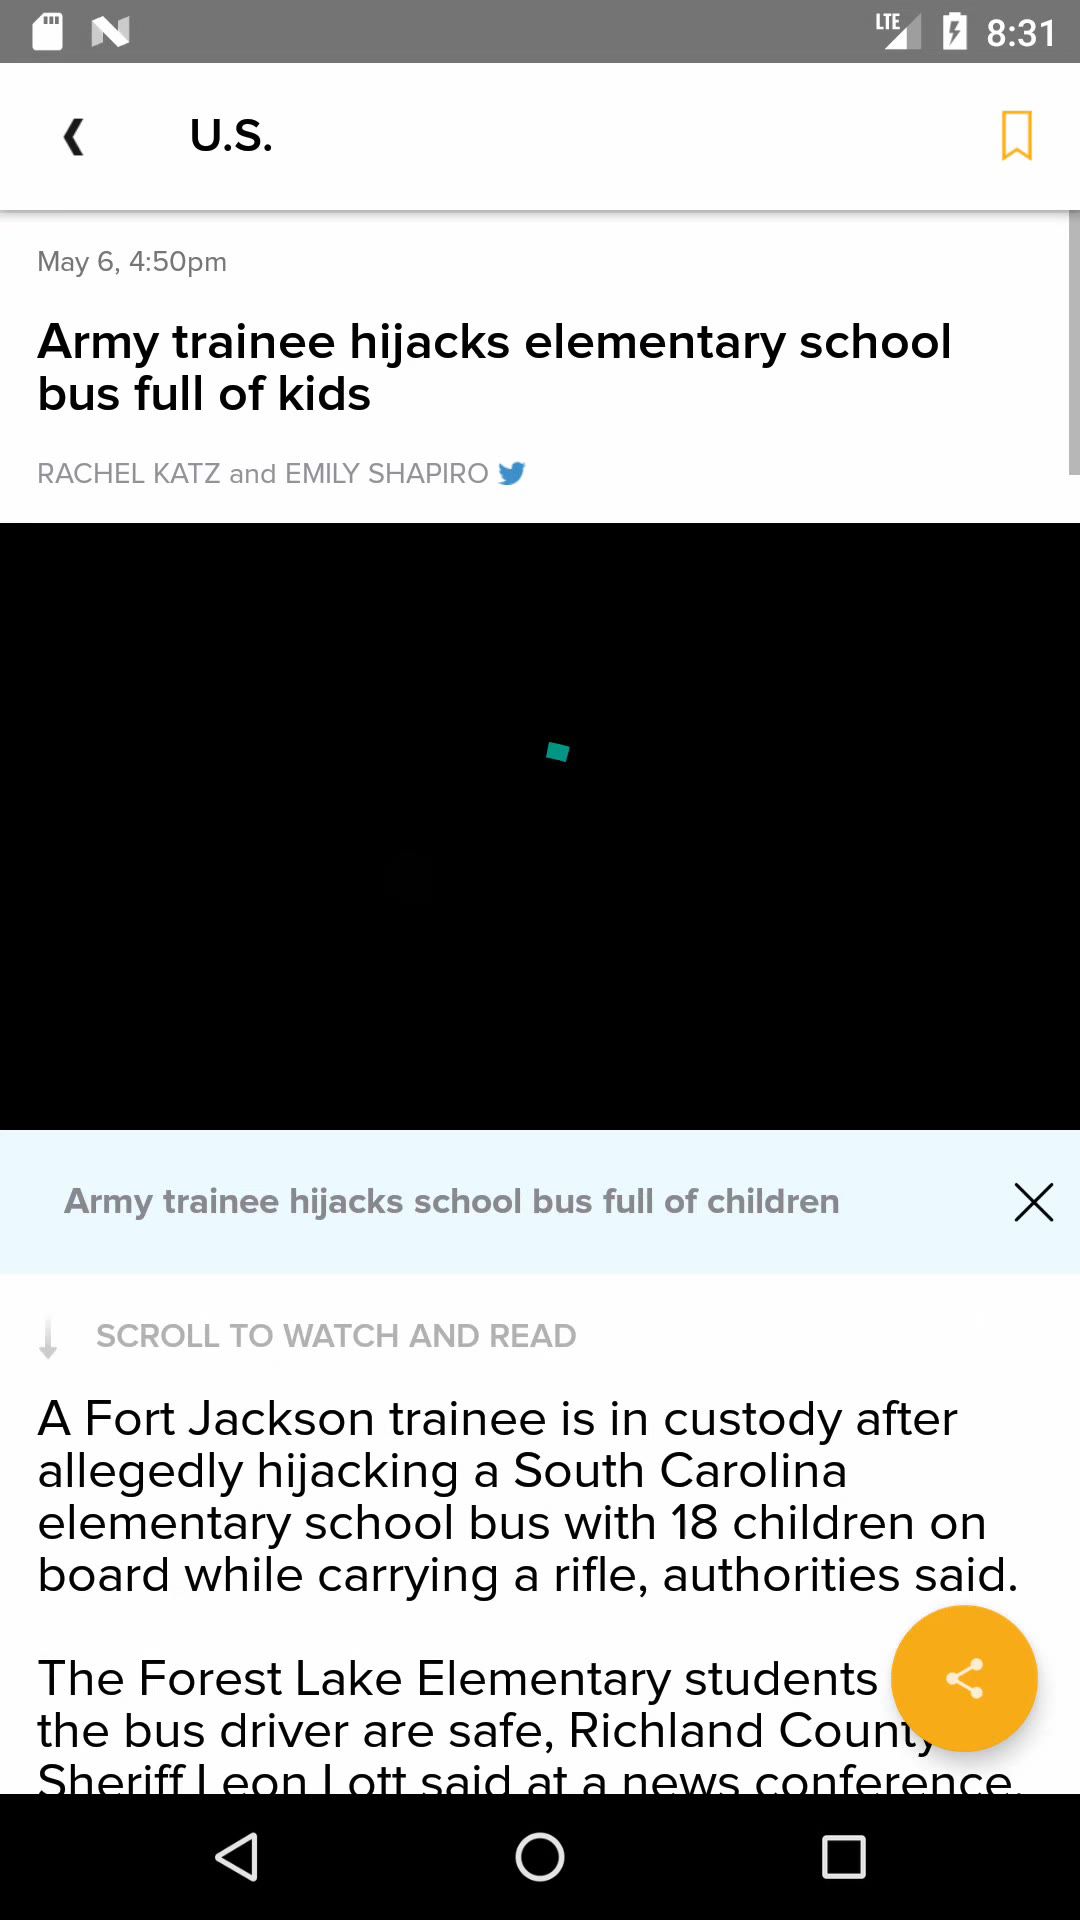 LTE 8:31
U.S.
May 6, 4:50pm
Army trainee hijacks elementary school
bus full of kids
RACHEL KATZ and EMILY SHAPIRO
Army trainee hijacks school bus full of children
SCROLL TO WATCH AND READ
A Fort Jackson trainee is in custody after
allegedly hijacking a South Carolina
elementary school bus with 18 children on
board while carrying a rifle, authorities said.
The Forest Lake Elementary students
the bus driver are safe, Richland County
Sheriff Leon Lott said at a news conference.